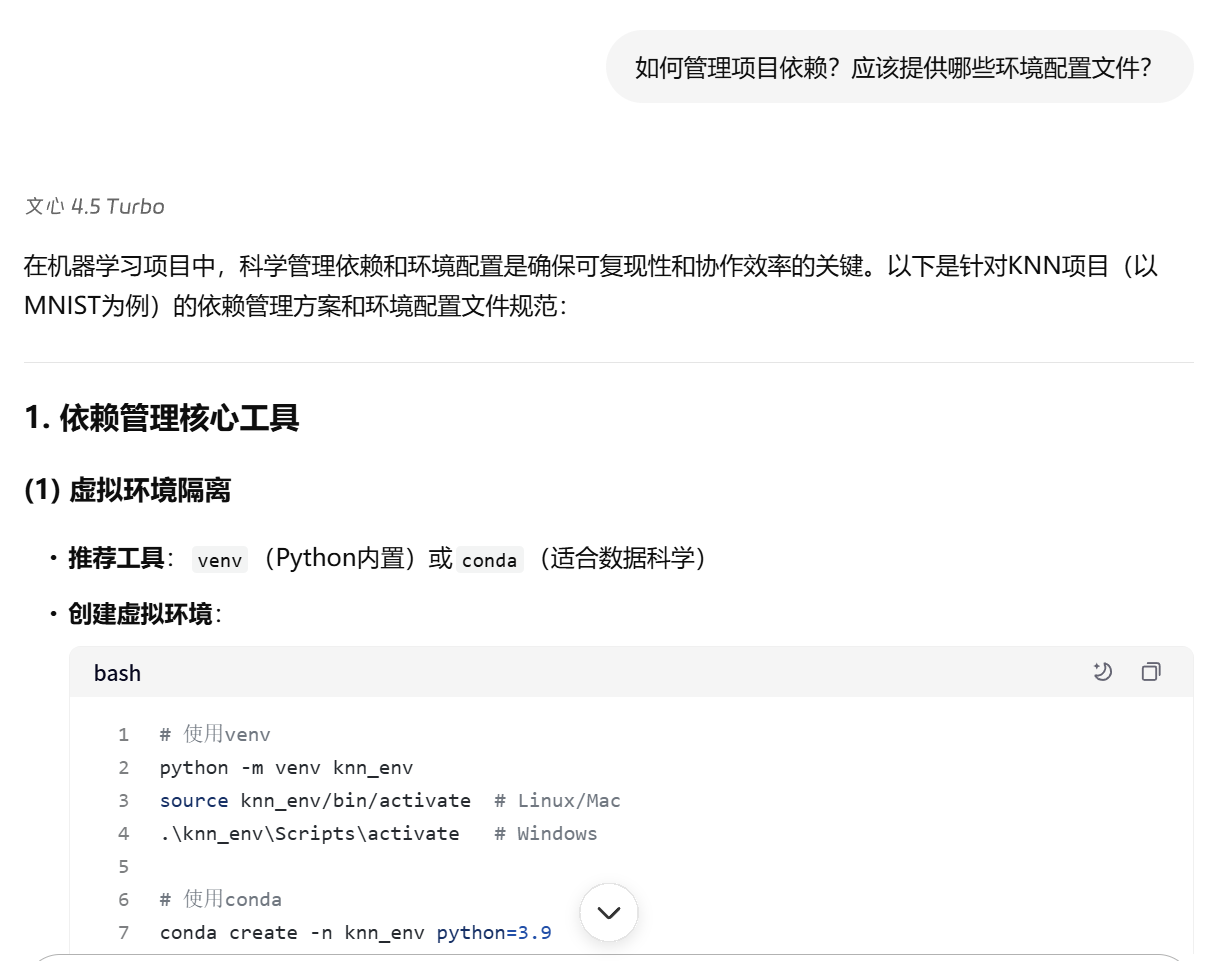 如何管理项目依赖？应该提供哪些环境配置文件？
文心 4.5 Turbo
在机器学习项目中，科学管理依赖和环境配置是确保可复现性和协作效率的关键。以下是针对KNN项目（以
MNIST为例）的依赖管理方案和环境配置文件规范：
1. 依赖管理核心工具
(1) 虚拟环境隔离
• 推荐工具： venv （Python内置）或 conda （适合数据科学）
• 创建虚拟环境：
bash
1 # 使用venv
2 python -m venv knn_env
3 source knn_env/bin/activate  # Linux/Mac
4 .\knn_env\Scripts\activate   # Windows
5
6 # 使用conda
7 conda create -n knn_env python=3.9